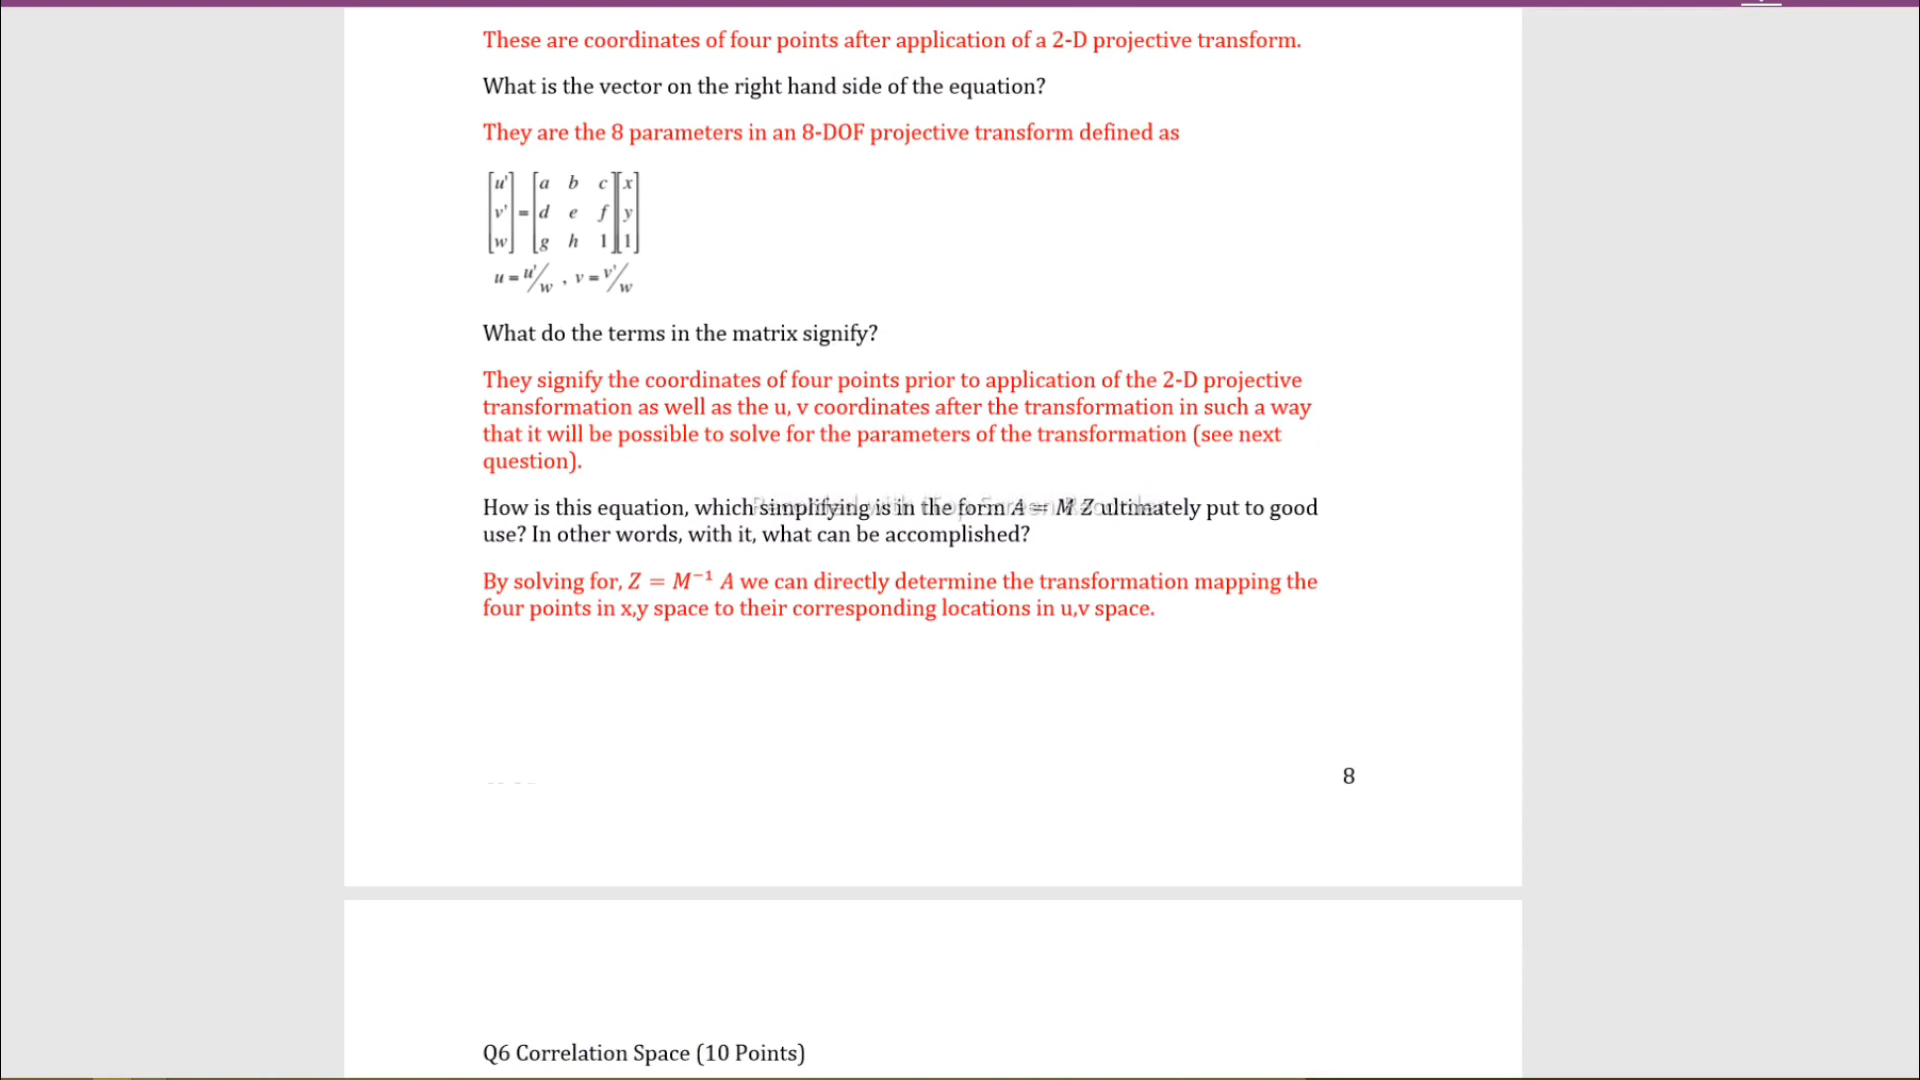 These are coordinates of four points after application of a 2-D projective transform.
What is the vector on the right hand side of the equation?
They are the 8 parameters in an 8-DOF projective transform defined as
[u'] [a b c][x]
[v'] = [d e f][y]
[w] [g h 1][1]
u = u'/w , v = v'/w
What do the terms in the matrix signify?
They signify the coordinates of four points prior to application of the 2-D projective
transformation as well as the u, v coordinates after the transformation in such a way
that it will be possible to solve for the parameters of the transformation (see next
question).
How is this equation, which simplifying is in the form A = M Z ultimately put to good
use? In other words, with it, what can be accomplished?
By solving for, Z = M⁻¹ A we can directly determine the transformation mapping the
four points in x,y space to their corresponding locations in u,v space.
8
Q6 Correlation Space (10 Points)